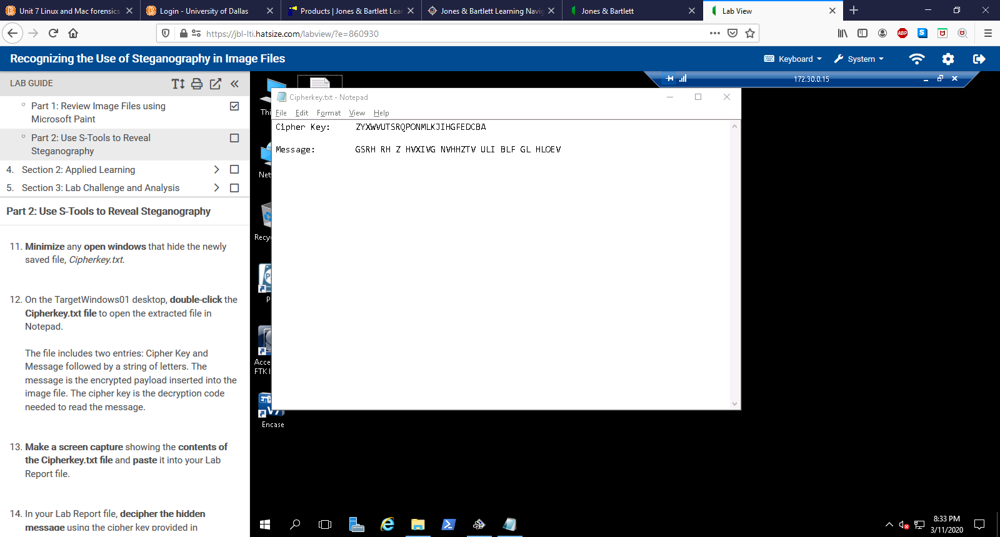 Unit 7 Linux and Mac forensics
Login - University of Dallas
Products | Jones & Bartlett Lear
Jones & Bartlett Learning Navig
Jones & Bartlett
Lab View
https://jbl-lti.hatsize.com/labview/?e=860930
ABP
S
Recognizing the Use of Steganography in Image Files
Keyboard
System
LAB GUIDE
Part 1: Review Image Files using
Microsoft Paint
Part 2: Use S-Tools to Reveal
Steganography
4. Section 2: Applied Learning
5. Section 3: Lab Challenge and Analysis
Part 2: Use S-Tools to Reveal Steganography
11. Minimize any open windows that hide the newly
saved file, Cipherkey.txt.
12. On the TargetWindows01 desktop, double-click the
Cipherkey.txt file to open the extracted file in
Notepad.
The file includes two entries: Cipher Key and
Message followed by a string of letters. The
message is the encrypted payload inserted into the
image file. The cipher key is the decryption code
needed to read the message.
13. Make a screen capture showing the contents of
the Cipherkey.txt file and paste it into your Lab
Report file.
14. In your Lab Report file, decipher the hidden
message using the cipher key provided in
172.30.0.15
Thi
Net
Recy
P
Acce
FTK I
V7
Encase
Cipherkey.txt - Notepad
File Edit Format View Help
Cipher Key: ZYXWVUTSRQPONMLKJIHGFEDCBA
Message: GSRH RH Z HVXIVG NVHHZTV ULI BLF GL HLOEV
8:33 PM
3/11/2020